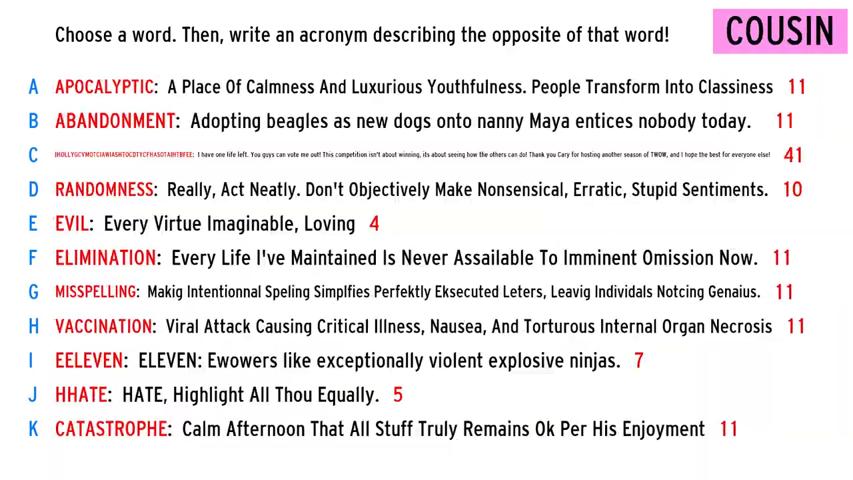 Choose a word. Then, write an acronym describing the opposite of that word!
COUSIN
A APOCALYPTIC: A Place Of Calmness And Luxurious Youthfulness. People Transform Into Classiness 11
B ABANDONMENT: Adopting beagles as new dogs onto nanny Maya entices nobody today. 11
C IHOLLYGCVMOTCIAWIASHTOCDTYCFHASOTAIHTBFEE: I have one life left. You guys can vote me out! This competition isn't about winning, its about seeing how the others can do! Thank you Cary for hosting another season of TWOW, and I hope the best for everyone else! 41
D RANDOMNESS: Really, Act Neatly. Don't Objectively Make Nonsensical, Erratic, Stupid Sentiments. 10
E EVIL: Every Virtue Imaginable, Loving 4
F ELIMINATION: Every Life I've Maintained Is Never Assailable To Imminent Omission Now. 11
G MISSPELLING: Makig Intentionnal Speling Simplfies Perfektly Eksecuted Leters, Leavig Individals Notcing Genaius. 11
H VACCINATION: Viral Attack Causing Critical Illness, Nausea, And Torturous Internal Organ Necrosis 11
I EELEVEN: ELEVEN: Ewowers like exceptionally violent explosive ninjas. 7
J HHATE: HATE, Highlight All Thou Equally. 5
K CATASTROPHE: Calm Afternoon That All Stuff Truly Remains Ok Per His Enjoyment 11